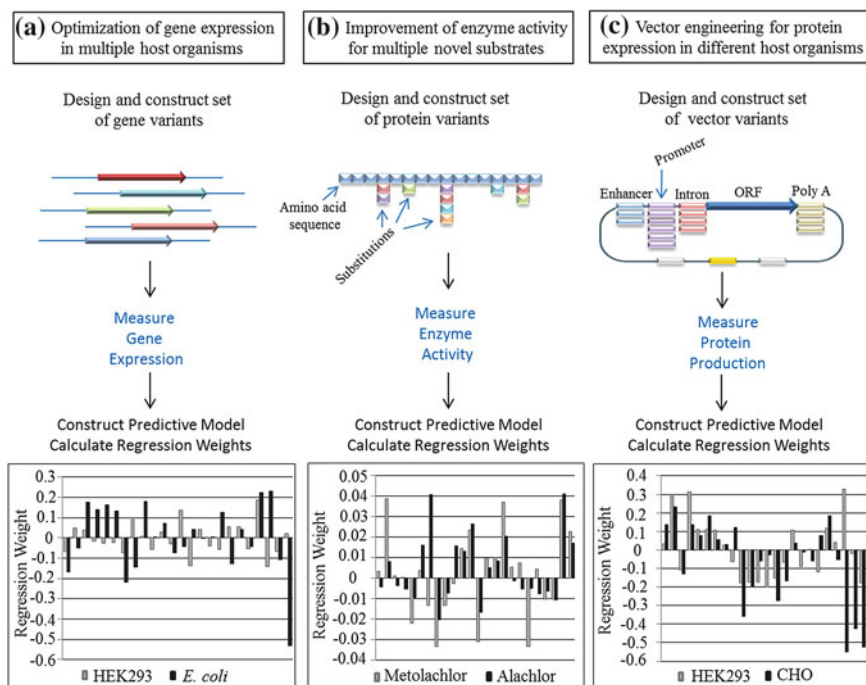 (a) Optimization of gene expression
in multiple host organisms
Design and construct set
of gene variants
Measure
Gene
Expression
Construct Predictive Model
Calculate Regression Weights
Regression Weight
0.3
0.2
0.1
0
-0.1
-0.2
-0.3
-0.4
-0.5
-0.6
HEK293 E. coli
(b) Improvement of enzyme activity
for multiple novel substrates
Design and construct set
of protein variants
Amino acid
sequence
Substitutions
Measure
Enzyme
Activity
Construct Predictive Model
Calculate Regression Weights
Regression Weight
0.05
0.04
0.03
0.02
0.01
0
-0.01
-0.02
-0.03
-0.04
Metolachlor Alachlor
(c) Vector engineering for protein
expression in different host organisms
Design and construct set
of vector variants
Promoter
Enhancer Intron ORF Poly A
Measure
Protein
Production
Construct Predictive Model
Calculate Regression Weights
Regression Weight
0.4
0.3
0.2
0.1
0
-0.1
-0.2
-0.3
-0.4
-0.5
-0.6
HEK293 CHO